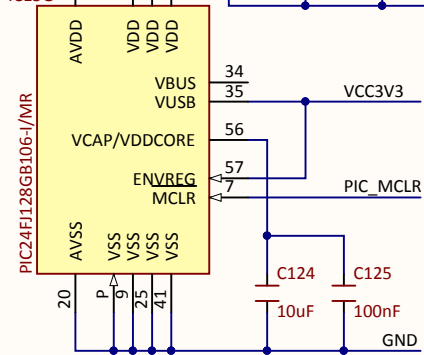 AVDD
VDD
VDD
VDD
VBUS 34
VUSB 35 VCC3V3
VCAP/VDDCORE 56
ENVREG 57
MCLR 7 PIC_MCLR
PIC24FJ128GB106-I/MR
AVSS
VSS
VSS
VSS
VSS
20
P
9
25
41
C124
10uF
C125
100nF
GND